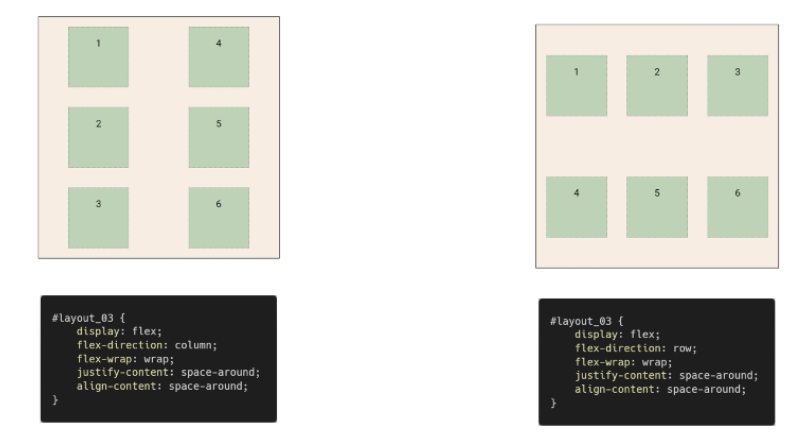 1 4
2 5
3 6
#layout_03 {
    display: flex;
    flex-direction: column;
    flex-wrap: wrap;
    justify-content: space-around;
    align-content: space-around;
}
1 2 3
4 5 6
#layout_03 {
    display: flex;
    flex-direction: row;
    flex-wrap: wrap;
    justify-content: space-around;
    align-content: space-around;
}